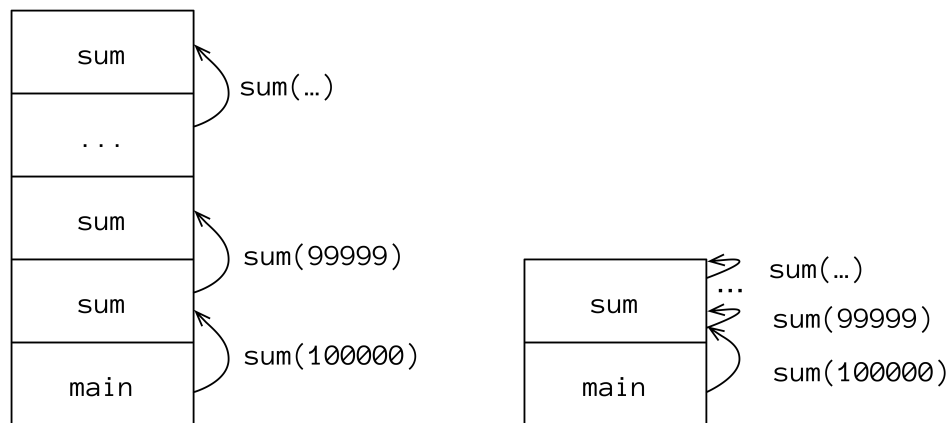 sum
sum(…)
...
sum
sum(99999)
sum
sum(100000)
main
sum(…)
...
sum
sum(99999)
sum(100000)
main